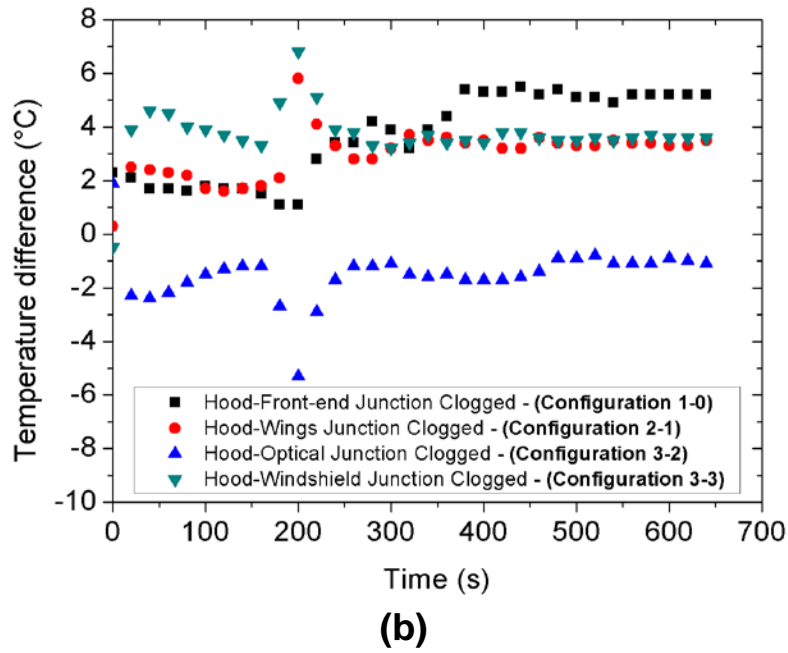 8
6
4
2
0
-2
-4
-6
-8
-10
Temperature difference (°C)
Hood-Front-end Junction Clogged - (Configuration 1-0)
Hood-Wings Junction Clogged - (Configuration 2-1)
Hood-Optical Junction Clogged - (Configuration 3-2)
Hood-Windshield Junction Clogged - (Configuration 3-3)
0 100 200 300 400 500 600 700
Time (s)
(b)